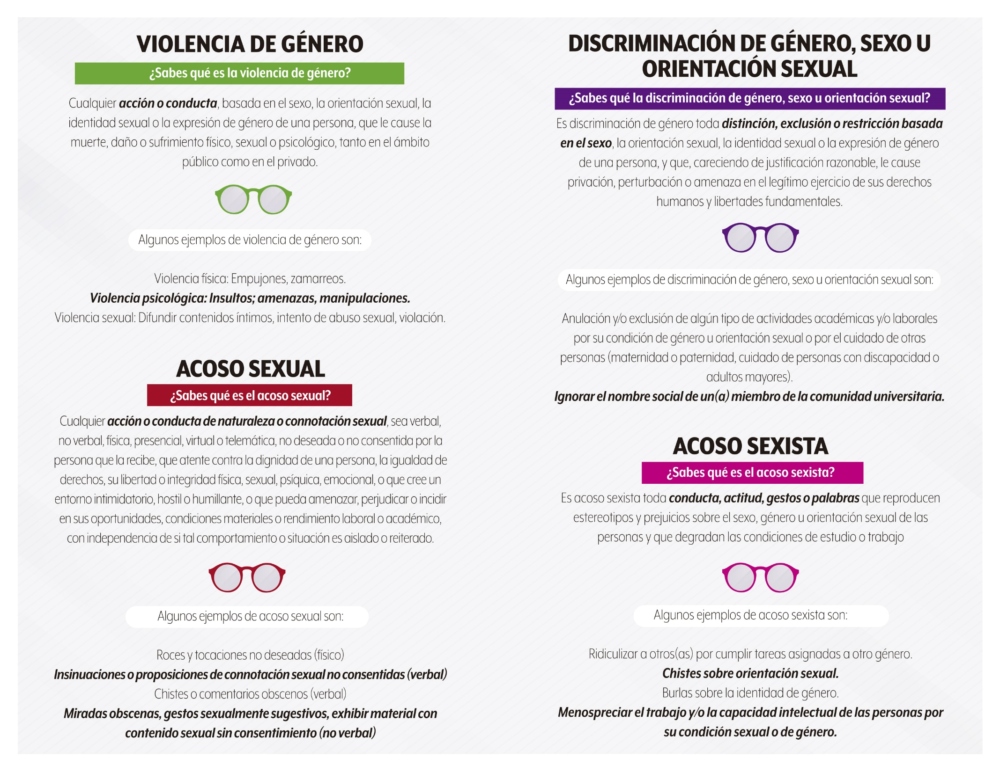 VIOLENCIA DE GÉNERO
¿Sabes qué es la violencia de género?
Cualquier acción o conducta, basada en el sexo, la orientación sexual, la
identidad sexual o la expresión de género de una persona, que le cause la
muerte, daño o sufrimiento físico, sexual o psicológico, tanto en el ámbito
público como en el privado.
Algunos ejemplos de violencia de género son:
Violencia física: Empujones, zamarreos.
Violencia psicológica: Insultos; amenazas, manipulaciones.
Violencia sexual: Difundir contenidos íntimos, intento de abuso sexual, violación.
ACOSO SEXUAL
¿Sabes qué es el acoso sexual?
Cualquier acción o conducta de naturaleza o connotación sexual, sea verbal,
no verbal, física, presencial, virtual o telemática, no deseada o no consentida por la
persona que la recibe, que atente contra la dignidad de una persona, la igualdad de
derechos, su libertad o integridad física, sexual, psíquica, emocional, o que cree un
entorno intimidatorio, hostil o humillante, o que pueda amenazar, perjudicar o incidir
en sus oportunidades, condiciones materiales o rendimiento laboral o académico,
con independencia de si tal comportamiento o situación es aislado o reiterado.
Algunos ejemplos de acoso sexual son:
Roces y tocaciones no deseadas (físico)
Insinuaciones o proposiciones de connotación sexual no consentidas (verbal)
Chistes o comentarios obscenos (verbal)
Miradas obscenas, gestos sexualmente sugestivos, exhibir material con
contenido sexual sin consentimiento (no verbal)
DISCRIMINACIÓN DE GÉNERO, SEXO U
ORIENTACIÓN SEXUAL
¿Sabes qué la discriminación de género, sexo u orientación sexual?
Es discriminación de género toda distinción, exclusión o restricción basada
en el sexo, la orientación sexual, la identidad sexual o la expresión de género
de una persona, y que, careciendo de justificación razonable, le cause
privación, perturbación o amenaza en el legítimo ejercicio de sus derechos
humanos y libertades fundamentales.
Algunos ejemplos de discriminación de género, sexo u orientación sexual son:
Anulación y/o exclusión de algún tipo de actividades académicas y/o laborales
por su condición de género u orientación sexual o por el cuidado de otras
personas (maternidad o paternidad, cuidado de personas con discapacidad o
adultos mayores).
Ignorar el nombre social de un(a) miembro de la comunidad universitaria.
ACOSO SEXISTA
¿Sabes qué es el acoso sexista?
Es acoso sexista toda conducta, actitud, gestos o palabras que reproducen
estereotipos y prejuicios sobre el sexo, género u orientación sexual de las
personas y que degradan las condiciones de estudio o trabajo
Algunos ejemplos de acoso sexista son:
Ridiculizar a otros(as) por cumplir tareas asignadas a otro género.
Chistes sobre orientación sexual.
Burlas sobre la identidad de género.
Menospreciar el trabajo y/o la capacidad intelectual de las personas por
su condición sexual o de género.